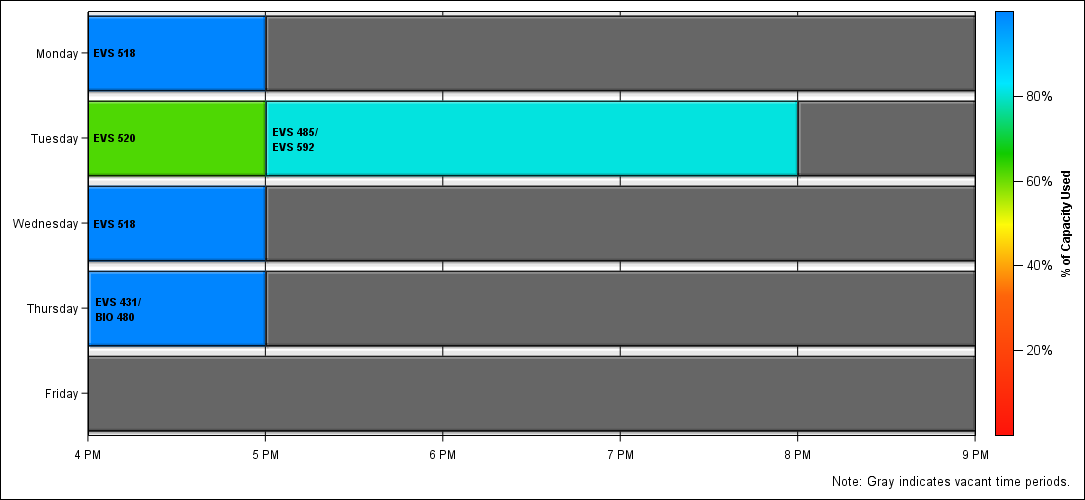 Monday
EVS 518
Tuesday
EVS 520
EVS 485/
EVS 592
Wednesday
EVS 518
Thursday
EVS 431/
BIO 480
Friday
4 PM
5 PM
6 PM
7 PM
8 PM
9 PM
80%
60%
40%
20%
% of Capacity Used
Note: Gray indicates vacant time periods.